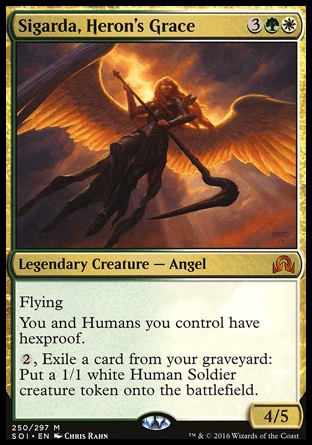 Sigarda, Heron's Grace 3
Legendary Creature — Angel
Flying
You and Humans you control have
hexproof.
2, Exile a card from your graveyard:
Put a 1/1 white Human Soldier
creature token onto the battlefield.
250/297 M
SOI • EN Chris Rahn
4/5
™ & © 2016 Wizards of the Coast